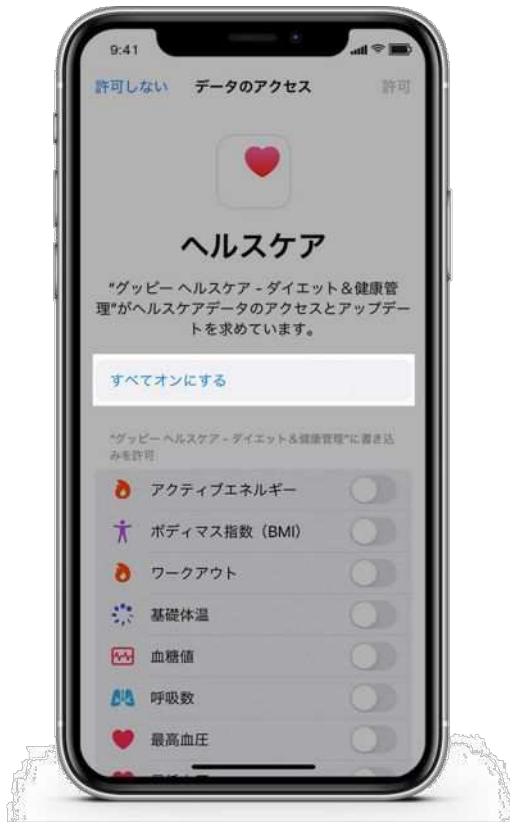 9:41
許可しない データのアクセス 許可
ヘルスケア
“グッピー ヘルスケア - ダイエット＆健康管
理”がヘルスケアデータのアクセスとアップデー
トを求めています。
すべてオンにする
“グッピー ヘルスケア - ダイエット＆健康管理”に書き込
みを許可
アクティブエネルギー
ボディマス指数（BMI）
ワークアウト
基礎体温
血糖値
呼吸数
最高血圧